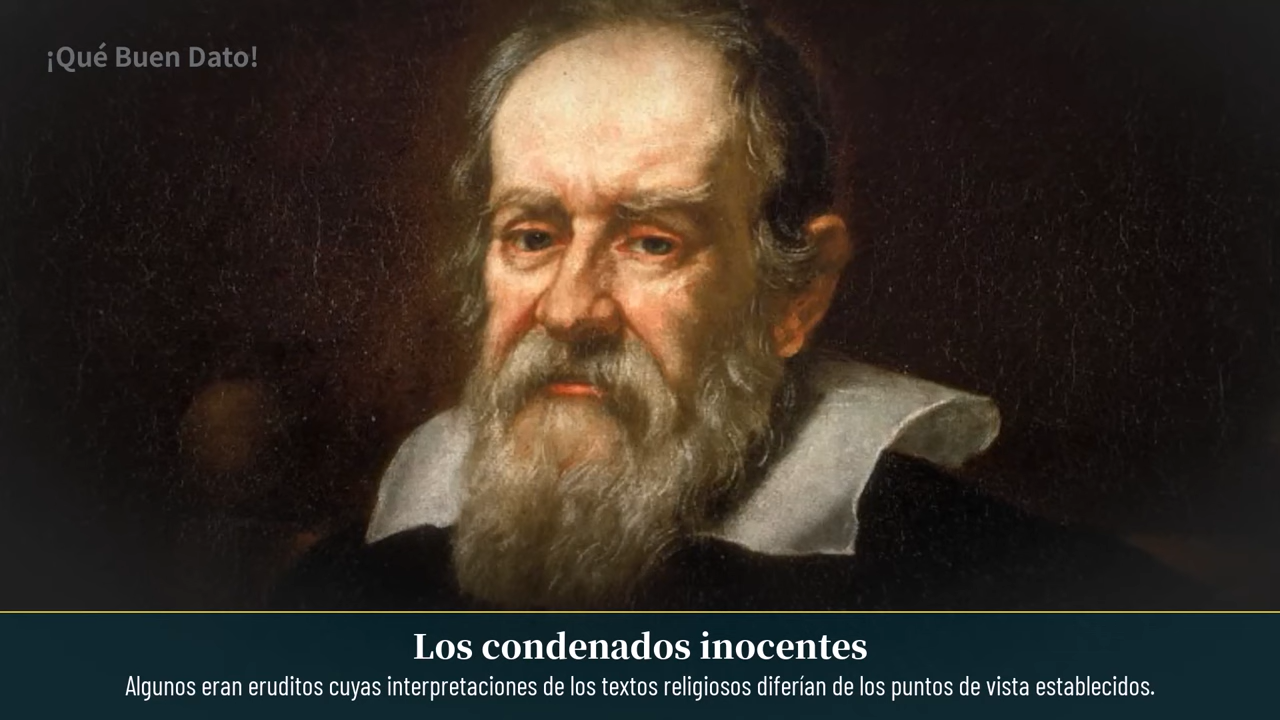 ¡Qué Buen Dato!
Los condenados inocentes
Algunos eran eruditos cuyas interpretaciones de los textos religiosos diferían de los puntos de vista establecidos.